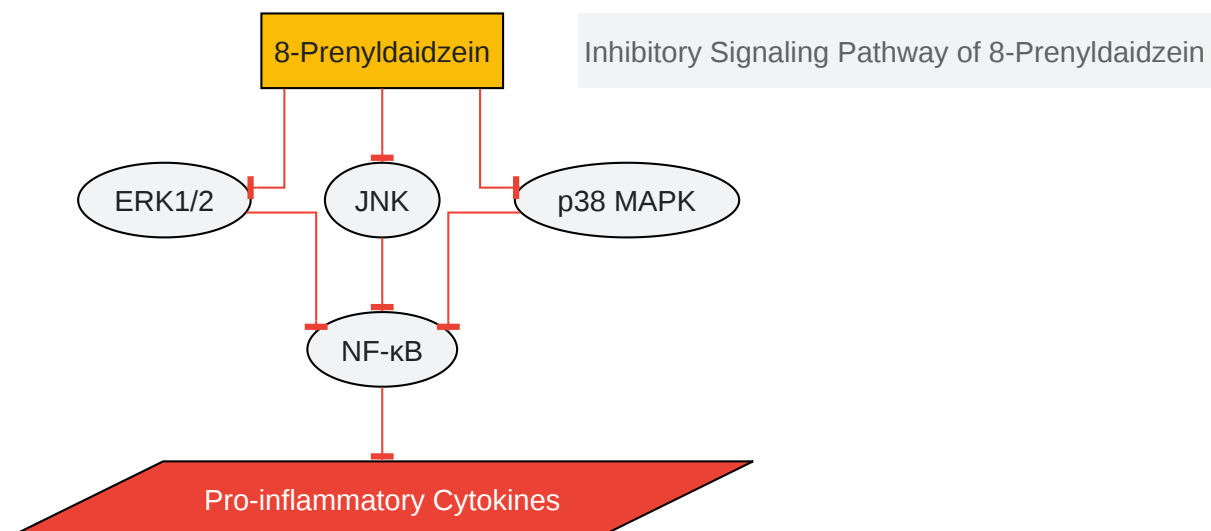 8-Prenyldaidzein
Inhibitory Signaling Pathway of 8-Prenyldaidzein
ERK1/2
JNK
p38 MAPK
NF-κB
Pro-inflammatory Cytokines